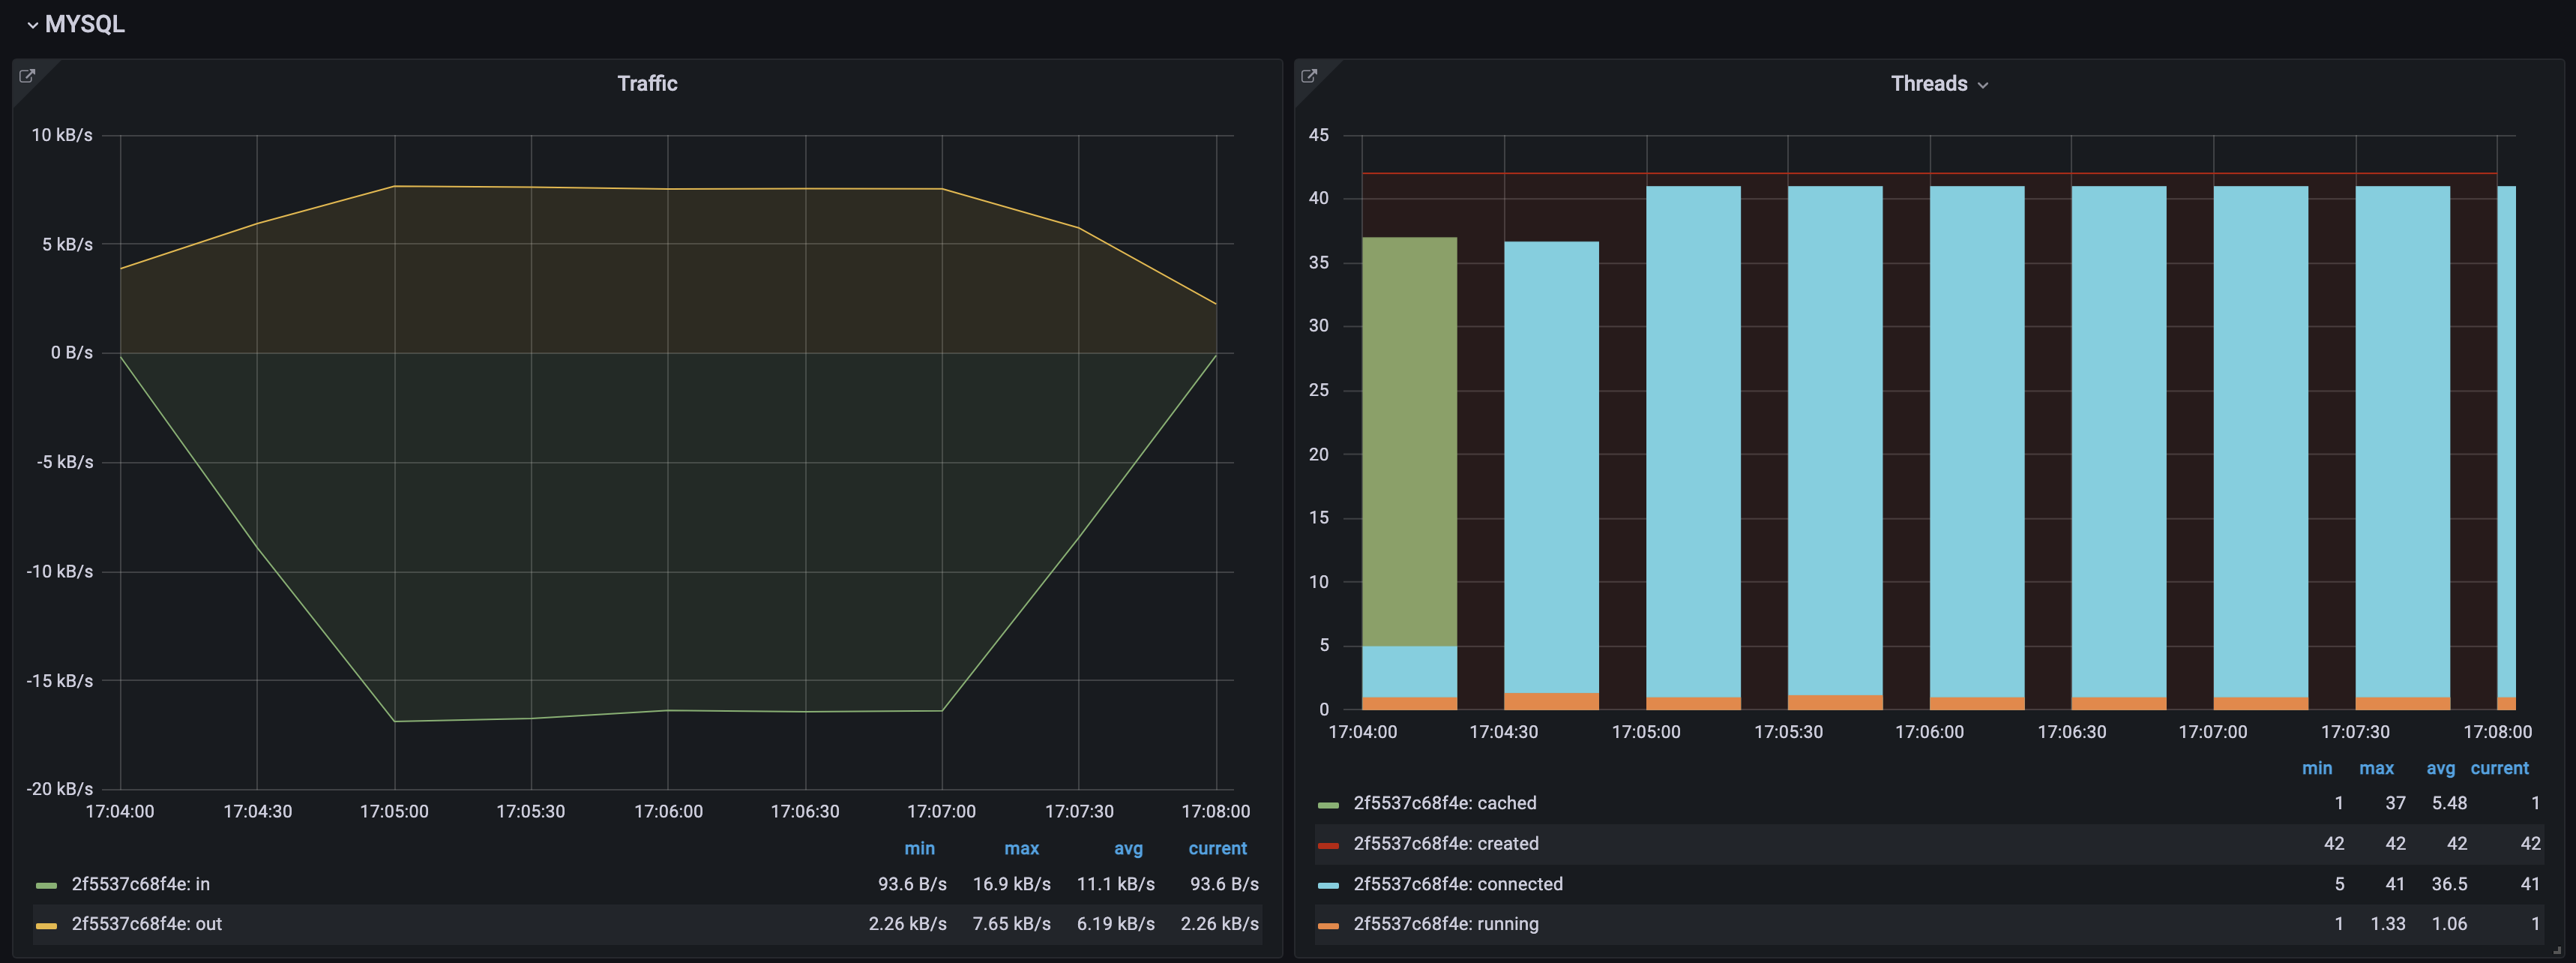 MYSQL
Traffic
10 kB/s
5 kB/s
0 B/s
-5 kB/s
-10 kB/s
-15 kB/s
-20 kB/s
17:04:00 17:04:30 17:05:00 17:05:30 17:06:00 17:06:30 17:07:00 17:07:30 17:08:00
min max avg current
2f5537c68f4e: in 93.6 B/s 16.9 kB/s 11.1 kB/s 93.6 B/s
2f5537c68f4e: out 2.26 kB/s 7.65 kB/s 6.19 kB/s 2.26 kB/s
Threads
45
40
35
30
25
20
15
10
5
0
17:04:00 17:04:30 17:05:00 17:05:30 17:06:00 17:06:30 17:07:00 17:07:30 17:08:00
min max avg current
2f5537c68f4e: cached 1 37 5.48 1
2f5537c68f4e: created 42 42 42 42
2f5537c68f4e: connected 5 41 36.5 41
2f5537c68f4e: running 1 1.33 1.06 1